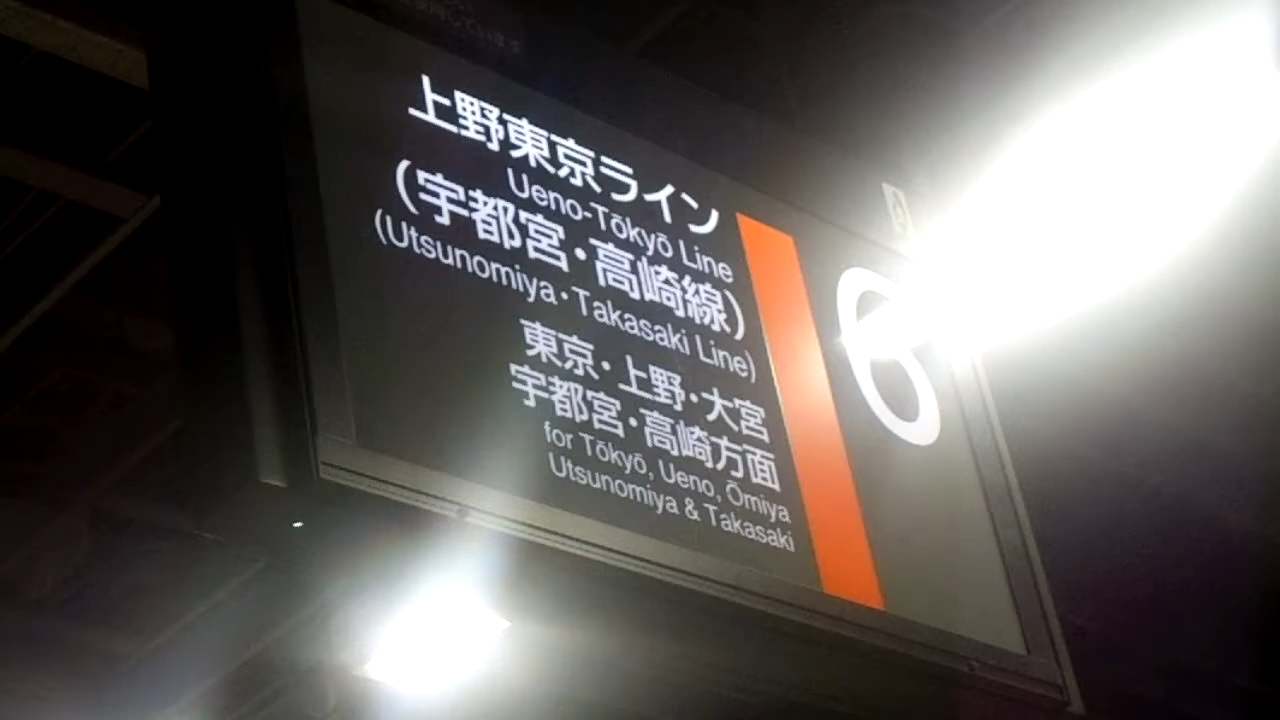 上野東京ライン
Ueno-Tōkyō Line
(宇都宮・高崎線)
(Utsunomiya・Takasaki Line)
東京・上野・大宮
宇都宮・高崎方面
for Tōkyō, Ueno, Ōmiya
Utsunomiya & Takasaki
6